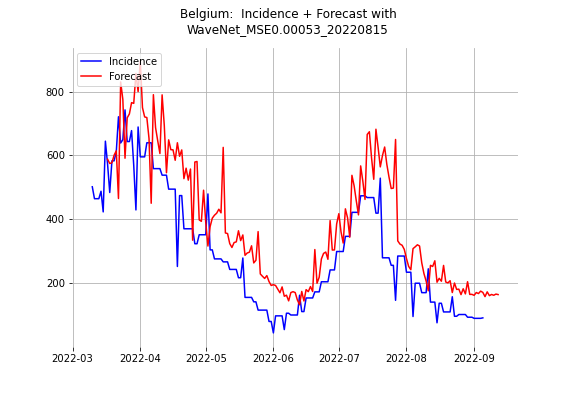 Belgium:  Incidence + Forecast with
WaveNet_MSE0.00053_20220815
Incidence
Forecast
800
600
400
200
2022-03
2022-04
2022-05
2022-06
2022-07
2022-08
2022-09